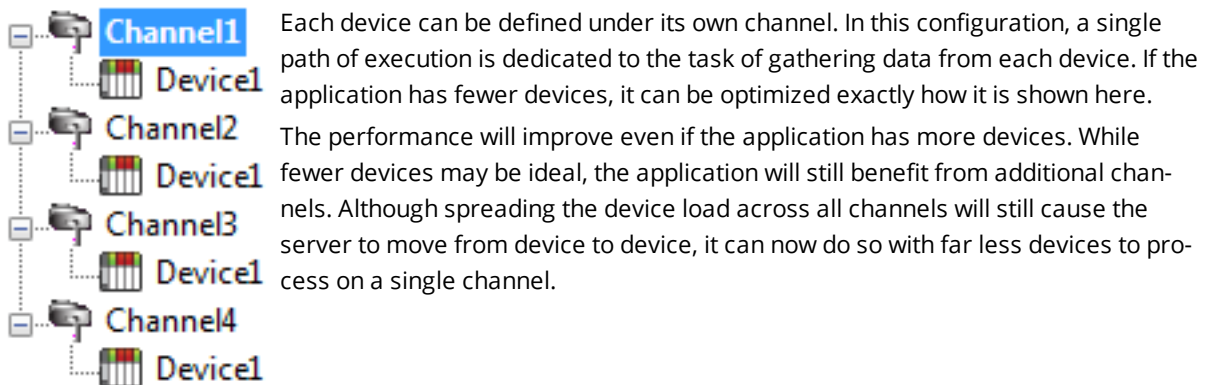 Channel1
Device1
Channel2
Device1
Channel3
Device1
Channel4
Device1
Each device can be defined under its own channel. In this configuration, a single
path of execution is dedicated to the task of gathering data from each device. If the
application has fewer devices, it can be optimized exactly how it is shown here.
The performance will improve even if the application has more devices. While
fewer devices may be ideal, the application will still benefit from additional chan-
nels. Although spreading the device load across all channels will still cause the
server to move from device to device, it can now do so with far less devices to pro-
cess on a single channel.